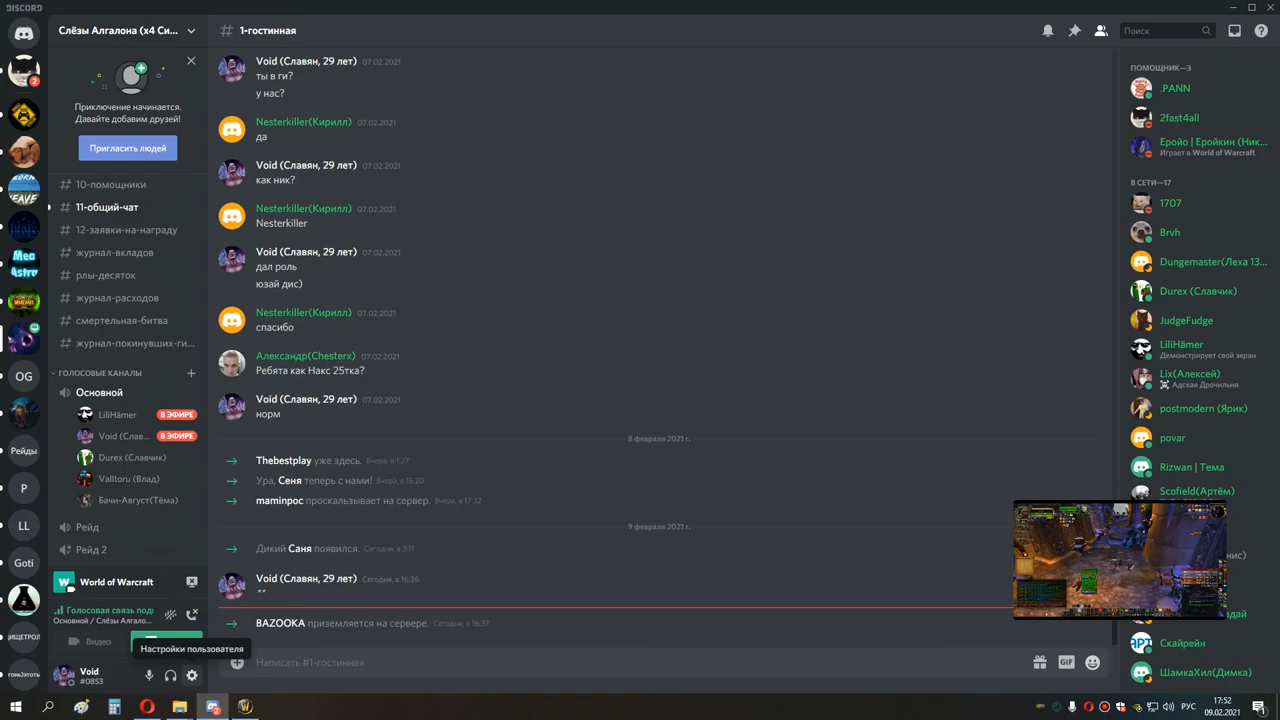 DISCORD
Слёзы Алгалона (x4 Си...
1-гостинная
Поиск
Приключение начинается.
Давайте добавим друзей!
Пригласить людей
10-помощники
11-общий-чат
12-заявки-на-награду
журнал-вкладов
рлы-десяток
журнал-расходов
смертельная-битва
журнал-покинувших-ги...
ГОЛОСОВЫЕ КАНАЛЫ
Основной
LiliHämer В ЭФИРЕ
Void (Слав... В ЭФИРЕ
Durex (Славчик)
Valltoru (Влад)
Бачи-Август(Тёма)
Рейд
Рейд 2
World of Warcraft
Голосовая связь под
Основной / Слёзы Алгало...
Видео
Настройки пользователя
Void
#0853
2
Mea
Astro
OG
Рейды
P
LL
Goti
Void (Славян, 29 лет) 07.02.2021
ты в ги?
у нас?
Nesterkiller(Кирилл) 07.02.2021
да
Void (Славян, 29 лет) 07.02.2021
как ник?
Nesterkiller(Кирилл) 07.02.2021
Nesterkiller
Void (Славян, 29 лет) 07.02.2021
дал роль
юзай дис)
Nesterkiller(Кирилл) 07.02.2021
спасибо
Александр(Chesterx) 07.02.2021
Ребята как Накс 25тка?
Void (Славян, 29 лет) 07.02.2021
норм
8 февраля 2021 г.
Thebestplay уже здесь. Вчера, в 1:27
Ура, Сеня теперь с нами! Вчера, в 15:20
maminpoc проскальзывает на сервер. Вчера, в 17:32
9 февраля 2021 г.
Дикий Саня появился. Сегодня, в 3:11
Void (Славян, 29 лет) Сегодня, в 16:36
**
BAZOOKA приземляется на сервере. Сегодня, в 16:37
Написать #1-гостинная
GIF
ПОМОЩНИК—3
.PANN
2fast4all
Еройо | Еройкин (Ник...
Играет в World of Warcraft
В СЕТИ—17
1707
Brvh
Dungemaster(Леха 13...
Durex (Славчик)
JudgeFudge
LiliHämer
Демонстрирует свой экран
Lix(Алексей)
Адская Дрочильня
postmodern (Ярик)
povar
Rizwan | Тема
Scofield(Артём)
Скайрейн
ШамкаХил(Димка)
РУС
17:52
09.02.2021